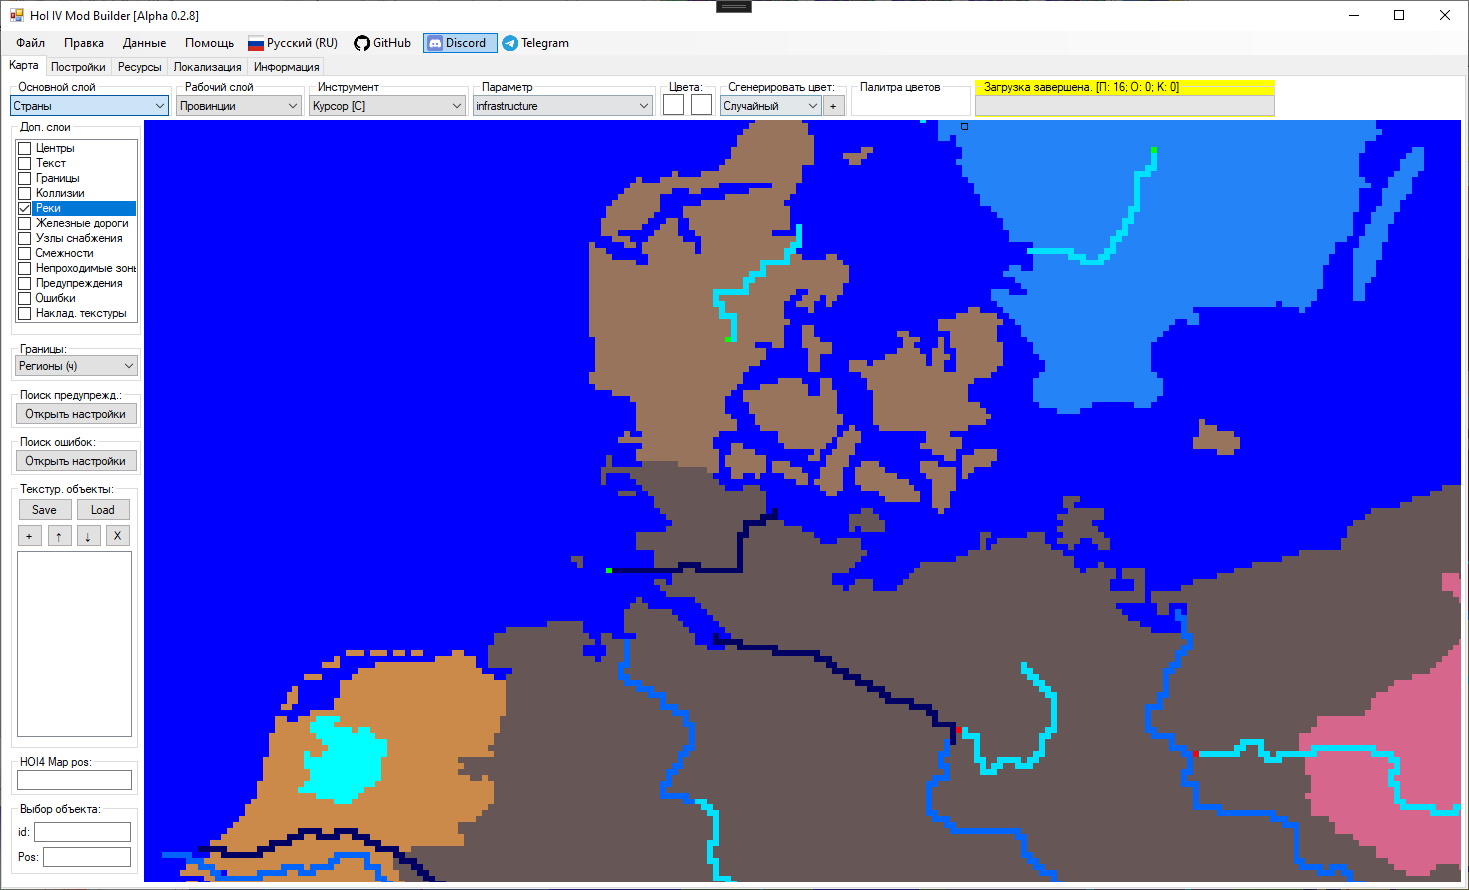 HoI IV Mod Builder [Alpha 0.2.8]
Файл Правка Данные Помощь Русский (RU) GitHub Discord Telegram
Карта Постройки Ресурсы Локализация Информация
Основной слой Рабочий слой Инструмент Параметр Цвета: Сгенерировать цвет: Палитра цветов Загрузка завершена. [П: 16; О: 0; К: 0]
Страны Провинции Курсор [C] infrastructure Случайный +
Доп. слои
Центры
Текст
Границы
Коллизии
Реки
Железные дороги
Узлы снабжения
Смежности
Непроходимые зоны
Предупреждения
Ошибки
Наклад. текстуры
Границы:
Регионы (ч)
Поиск предупрежд.:
Открыть настройки
Поиск ошибок:
Открыть настройки
Текстур. объекты:
Save Load
+ ↑ ↓ X
HOI4 Map pos:
Выбор объекта:
id:
Pos: